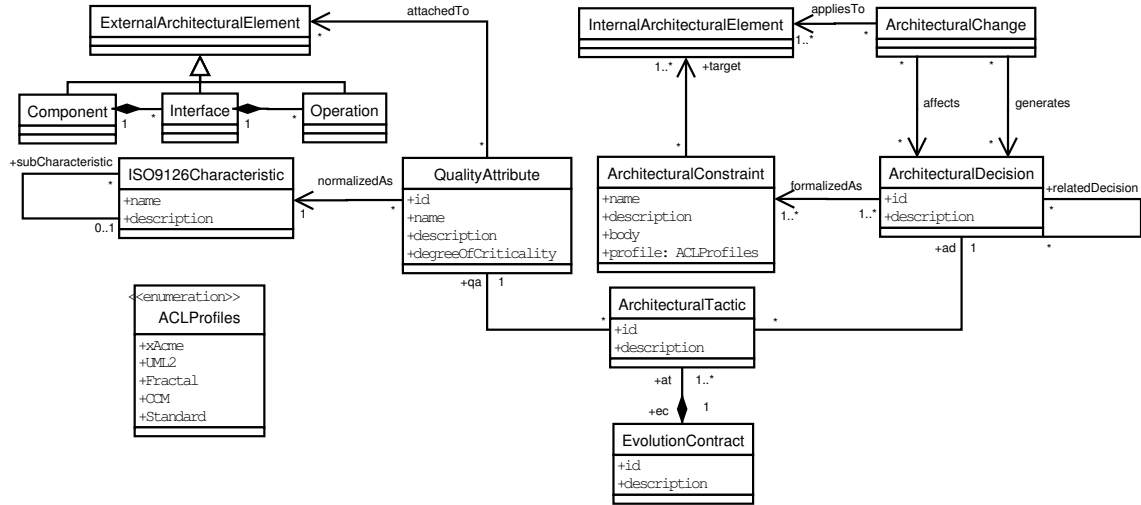 ExternalArchitecturalElement
attachedTo
*
InternalArchitecturalElement
appliesTo
1..*
*
ArchitecturalChange
1..*
+target
*
*
affects
generates
Component
1
*
Interface
1
*
Operation
+subCharacteristic
*
0..1
ISO9126Characteristic
+name
+description
normalizedAs
1
*
*
QualityAttribute
+id
+name
+description
+degreeOfCriticality
*
ArchitecturalConstraint
+name
+description
+body
+profile: ACLProfiles
formalizedAs
1..*
1..*
*
*
ArchitecturalDecision
+id
+description
+relatedDecision
*
*
+qa
1
+ad
1
<<enumeration>>
ACLProfiles
+xAcme
+UML2
+Fractal
+CCM
+Standard
*
ArchitecturalTactic
+id
+description
*
+at
1..*
+ec
1
EvolutionContract
+id
+description